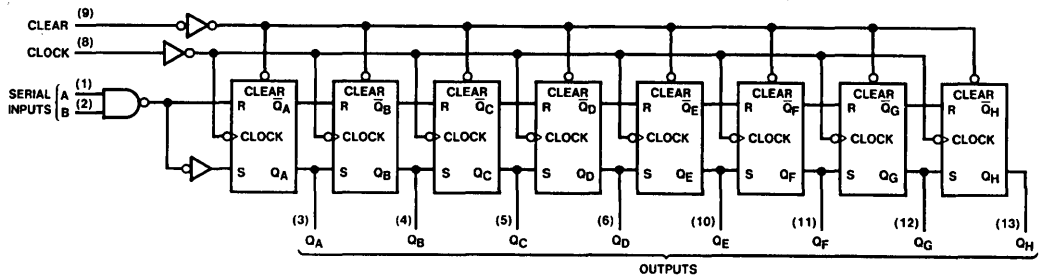 CLEAR (9)
CLOCK (8)
SERIAL INPUTS { A (1)
B (2)
CLEAR CLEAR CLEAR CLEAR CLEAR CLEAR CLEAR CLEAR
R Q̅A R Q̅B R Q̅C R Q̅D R Q̅E R Q̅F R Q̅G R Q̅H
CLOCK CLOCK CLOCK CLOCK CLOCK CLOCK CLOCK CLOCK
S QA S QB S QC S QD S QE S QF S QG S QH
(3) (4) (5) (6) (10) (11) (12) (13)
QA QB QC QD QE QF QG QH
OUTPUTS